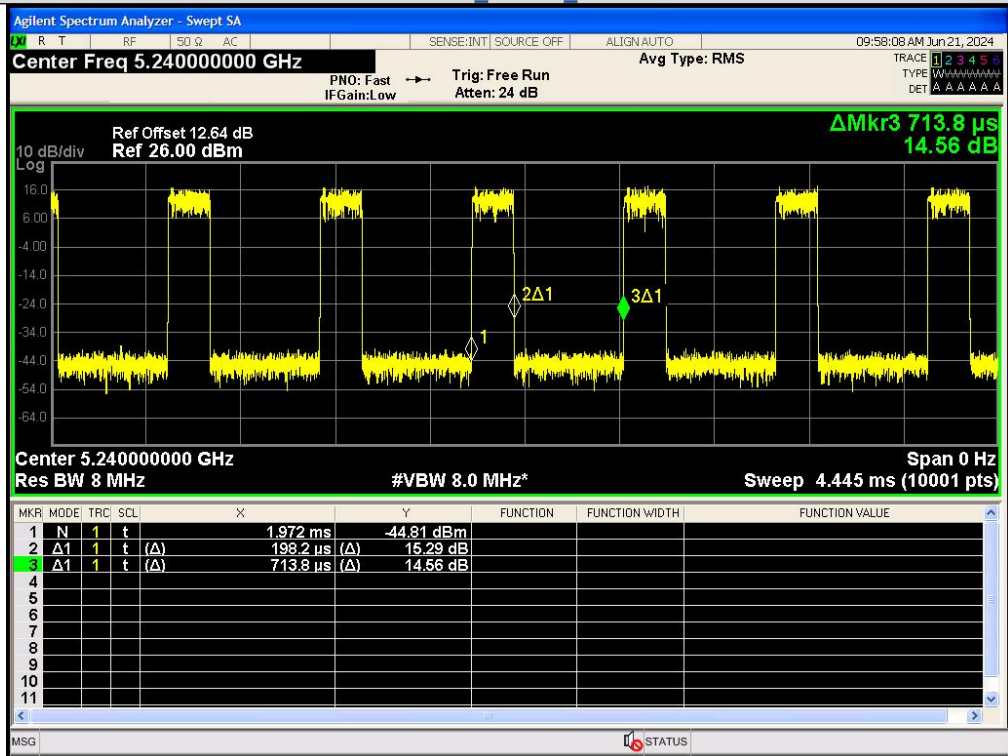 Agilent Spectrum Analyzer - Swept SA
LXI R T RF 50 Ω AC SENSE:INT SOURCE OFF ALIGN AUTO 09:58:08 AM Jun 21, 2024
Center Freq 5.240000000 GHz
Avg Type: RMS
TRACE 1 2 3 4 5 6
PNO: Fast Trig: Free Run
TYPE W
IFGain:Low Atten: 24 dB
DET A A A A A A
ΔMkr3 713.8 µs
14.56 dB
Ref Offset 12.64 dB
10 dB/div Ref 26.00 dBm
Log
16.0
6.00
-4.00
-14.0
-24.0
2Δ1 3Δ1
-34.0
1
-44.0
-54.0
-64.0
Center 5.240000000 GHz Span 0 Hz
Res BW 8 MHz #VBW 8.0 MHz* Sweep 4.445 ms (10001 pts)
MKR MODE TRC SCL X Y FUNCTION FUNCTION WIDTH FUNCTION VALUE
1 N 1 t 1.972 ms -44.81 dBm
2 Δ1 1 t (Δ) 198.2 µs (Δ) 15.29 dB
3 Δ1 1 t (Δ) 713.8 µs (Δ) 14.56 dB
4
5
6
7
8
9
10
11
MSG STATUS